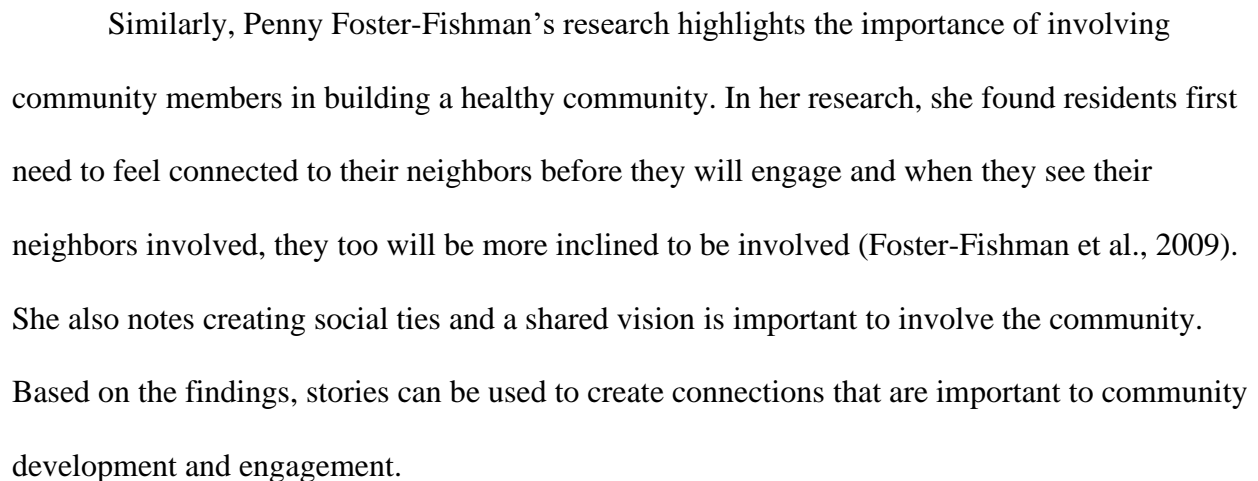 Similarly, Penny Foster-Fishman’s research highlights the importance of involving
community members in building a healthy community. In her research, she found residents first
need to feel connected to their neighbors before they will engage and when they see their
neighbors involved, they too will be more inclined to be involved (Foster-Fishman et al., 2009).
She also notes creating social ties and a shared vision is important to involve the community.
Based on the findings, stories can be used to create connections that are important to community
development and engagement.